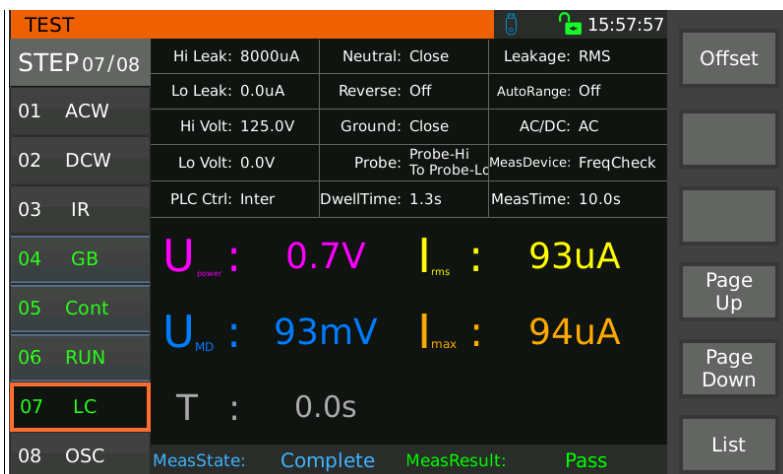 TEST
15:57:57
STEP 07/08
Hi Leak: 8000uA Neutral: Close Leakage: RMS
Lo Leak: 0.0uA Reverse: Off AutoRange: Off
Hi Volt: 125.0V Ground: Close AC/DC: AC
Lo Volt: 0.0V Probe: Probe-Hi
To Probe-Lo
MeasDevice: FreqCheck
PLC Ctrl: Inter DwellTime: 1.3s MeasTime: 10.0s
01 ACW
02 DCW
03 IR
04 GB
05 Cont
06 RUN
07 LC
08 OSC
Upower : 0.7V Irms : 93uA
UMD : 93mV Imax : 94uA
T : 0.0s
MeasState: Complete MeasResult: Pass
Offset
Page
Up
Page
Down
List